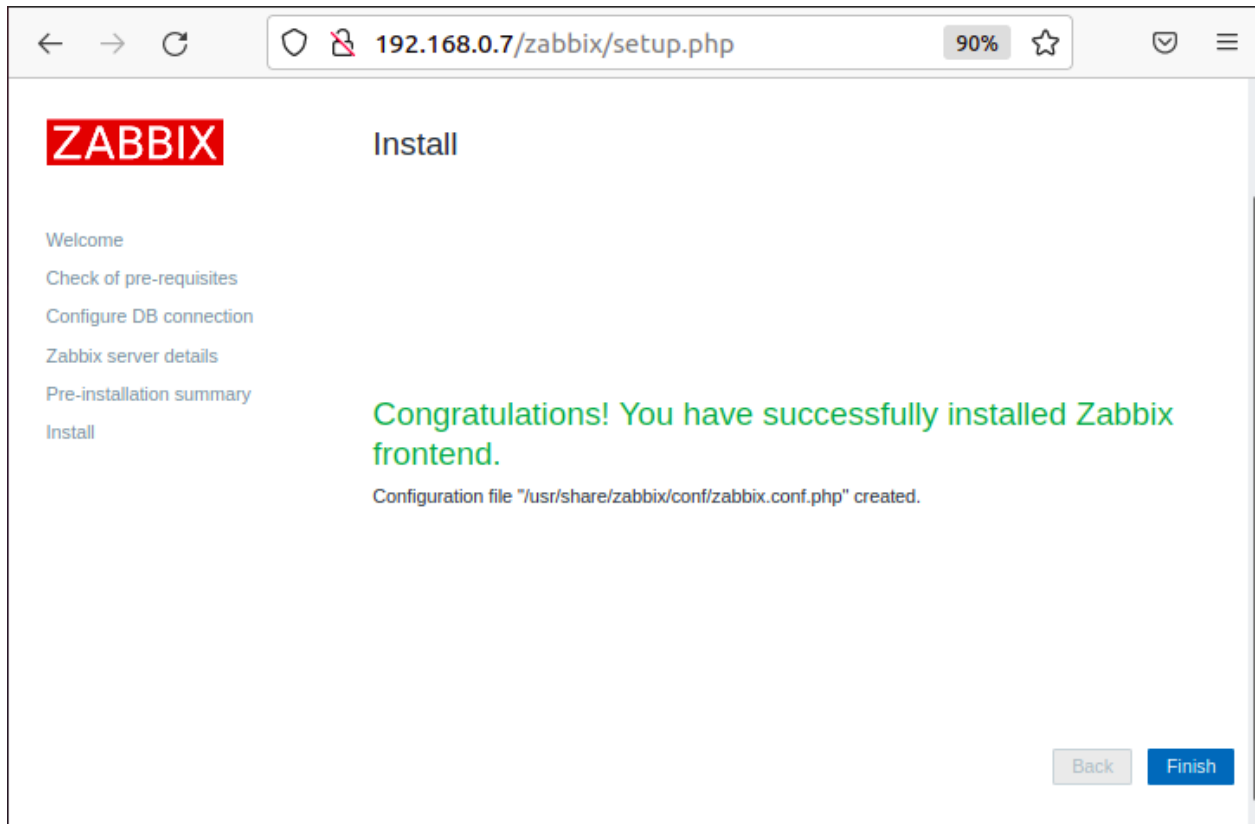 192.168.0.7/zabbix/setup.php
90%
ZABBIX
Install
Welcome
Check of pre-requisites
Configure DB connection
Zabbix server details
Pre-installation summary
Install
Congratulations! You have successfully installed Zabbix
frontend.
Configuration file "/usr/share/zabbix/conf/zabbix.conf.php" created.
Back
Finish